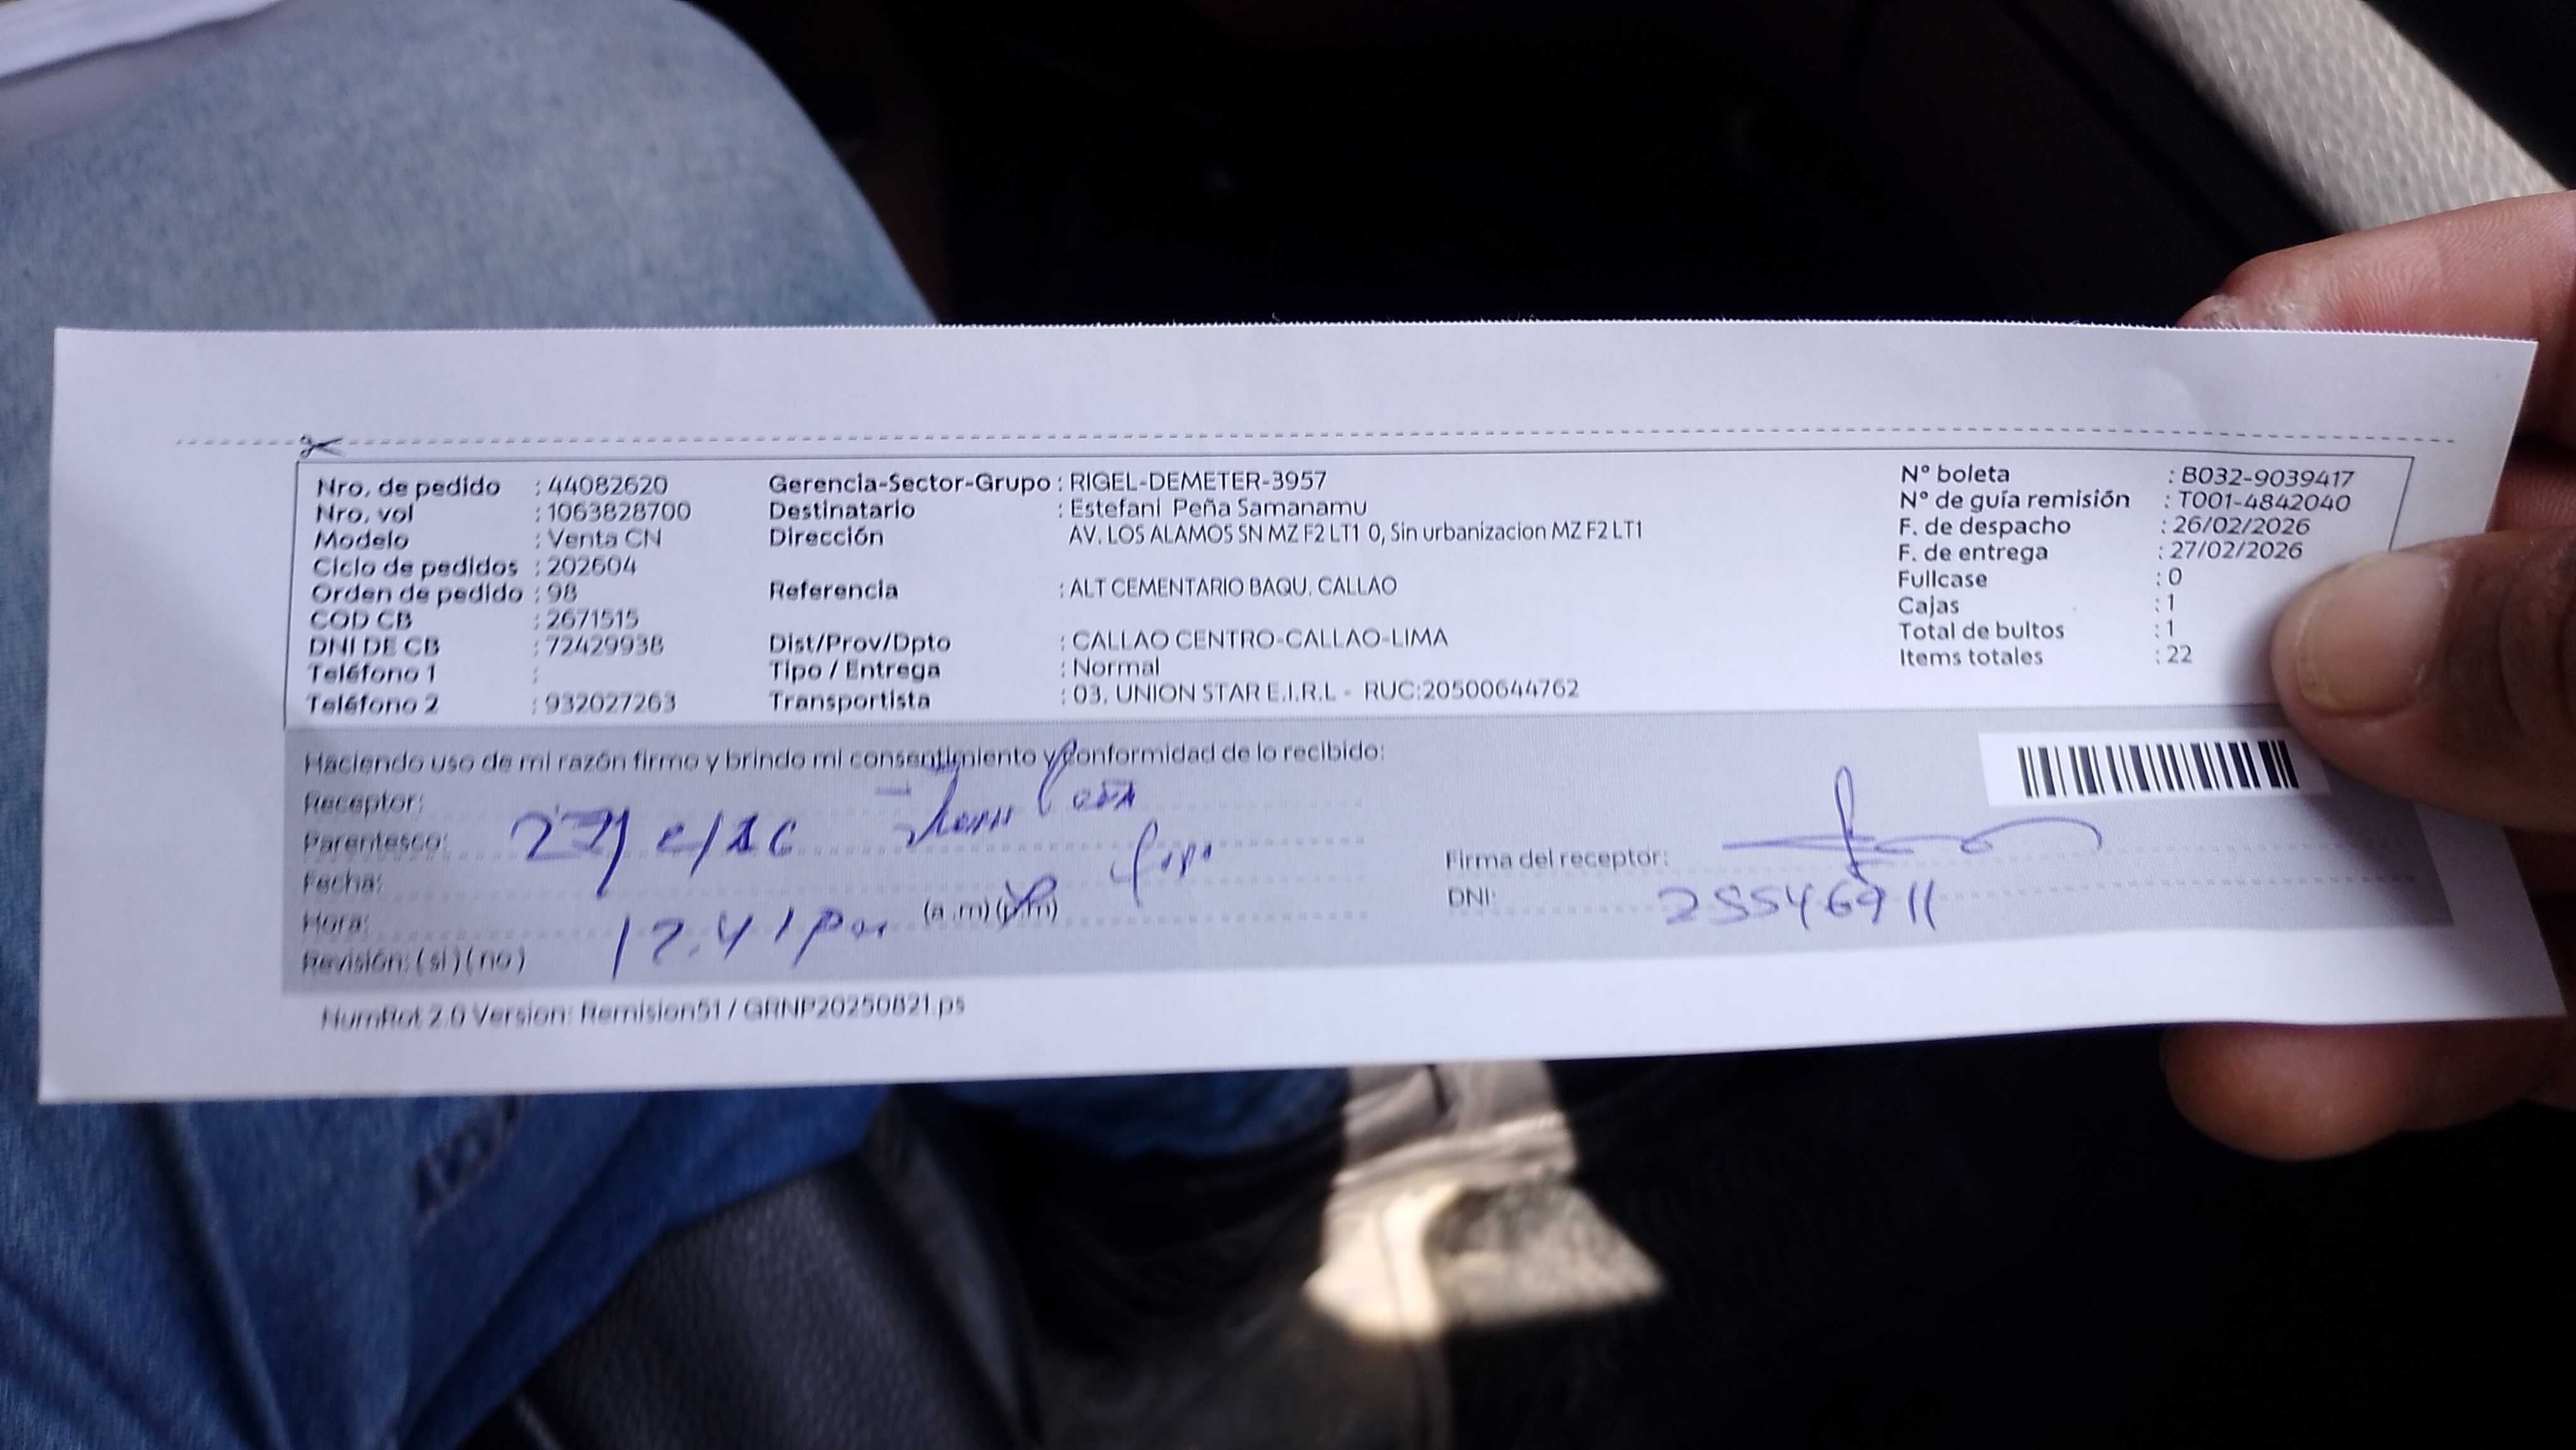 Nro. de pedido : 44082620
Nro. vol : 1063828700
Modelo : Venta CN
Ciclo de pedidos : 202604
Orden de pedido : 98
COD CB : 2671515
DNI DE CB : 72429938
Teléfono 1 :
Teléfono 2 : 932027263
Gerencia-Sector-Grupo : RIGEL-DEMETER-3957
Destinatario : Estefani Peña Samanamu
Dirección AV. LOS ALAMOS SN MZ F2 LT1 0, Sin urbanizacion MZ F2 LT1
Referencia : ALT CEMENTARIO BAQU. CALLAO
Dist/Prov/Dpto : CALLAO CENTRO-CALLAO-LIMA
Tipo / Entrega : Normal
Transportista : 03. UNION STAR E.I.R.L - RUC:20500644762
N° boleta : B032-9039417
N° de guía remisión : T001-4842040
F. de despacho : 26/02/2026
F. de entrega : 27/02/2026
Fullcase : 0
Cajas : 1
Total de bultos : 1
Items totales : 22
Haciendo uso de mi razón firmo y brindo mi consentimiento y conformidad de lo recibido:
Receptor:
Parentesco:
Fecha:
Hora: 12.41 pm (a .m) (p.m)
Revisión: ( si ) ( no )
Firma del receptor:
DNI: 25546911
NumRot 2.0 Version: Remision51 / GRNP20250821.ps